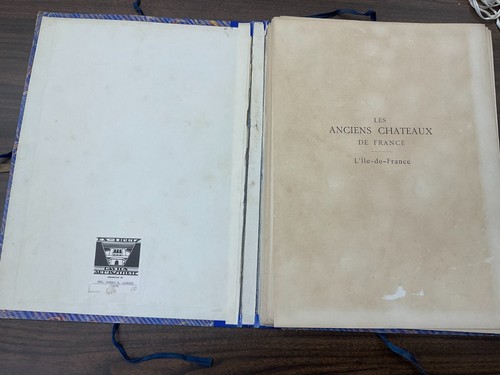 LES
ANCIENS CHATEAUX
DE FRANCE
L'Ile-de-France